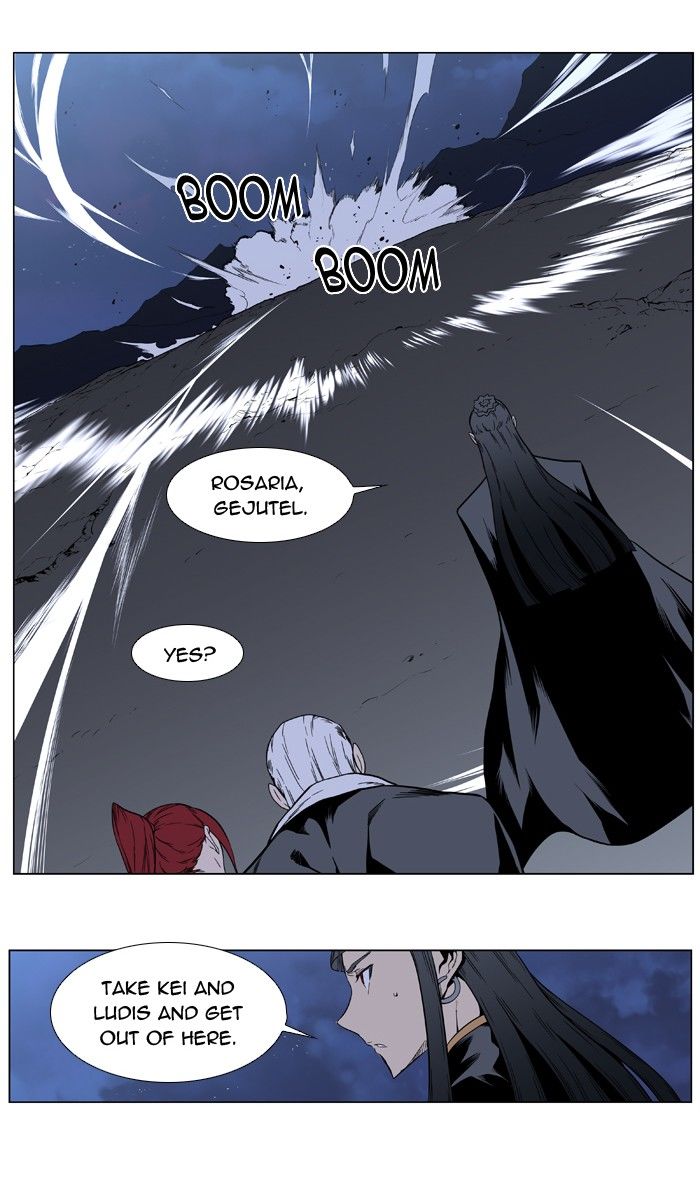 BOOM
BOOM
ROSARIA,
GEJUTEL.
YES?
TAKE KEI AND
LUDIS AND GET
OUT OF HERE.